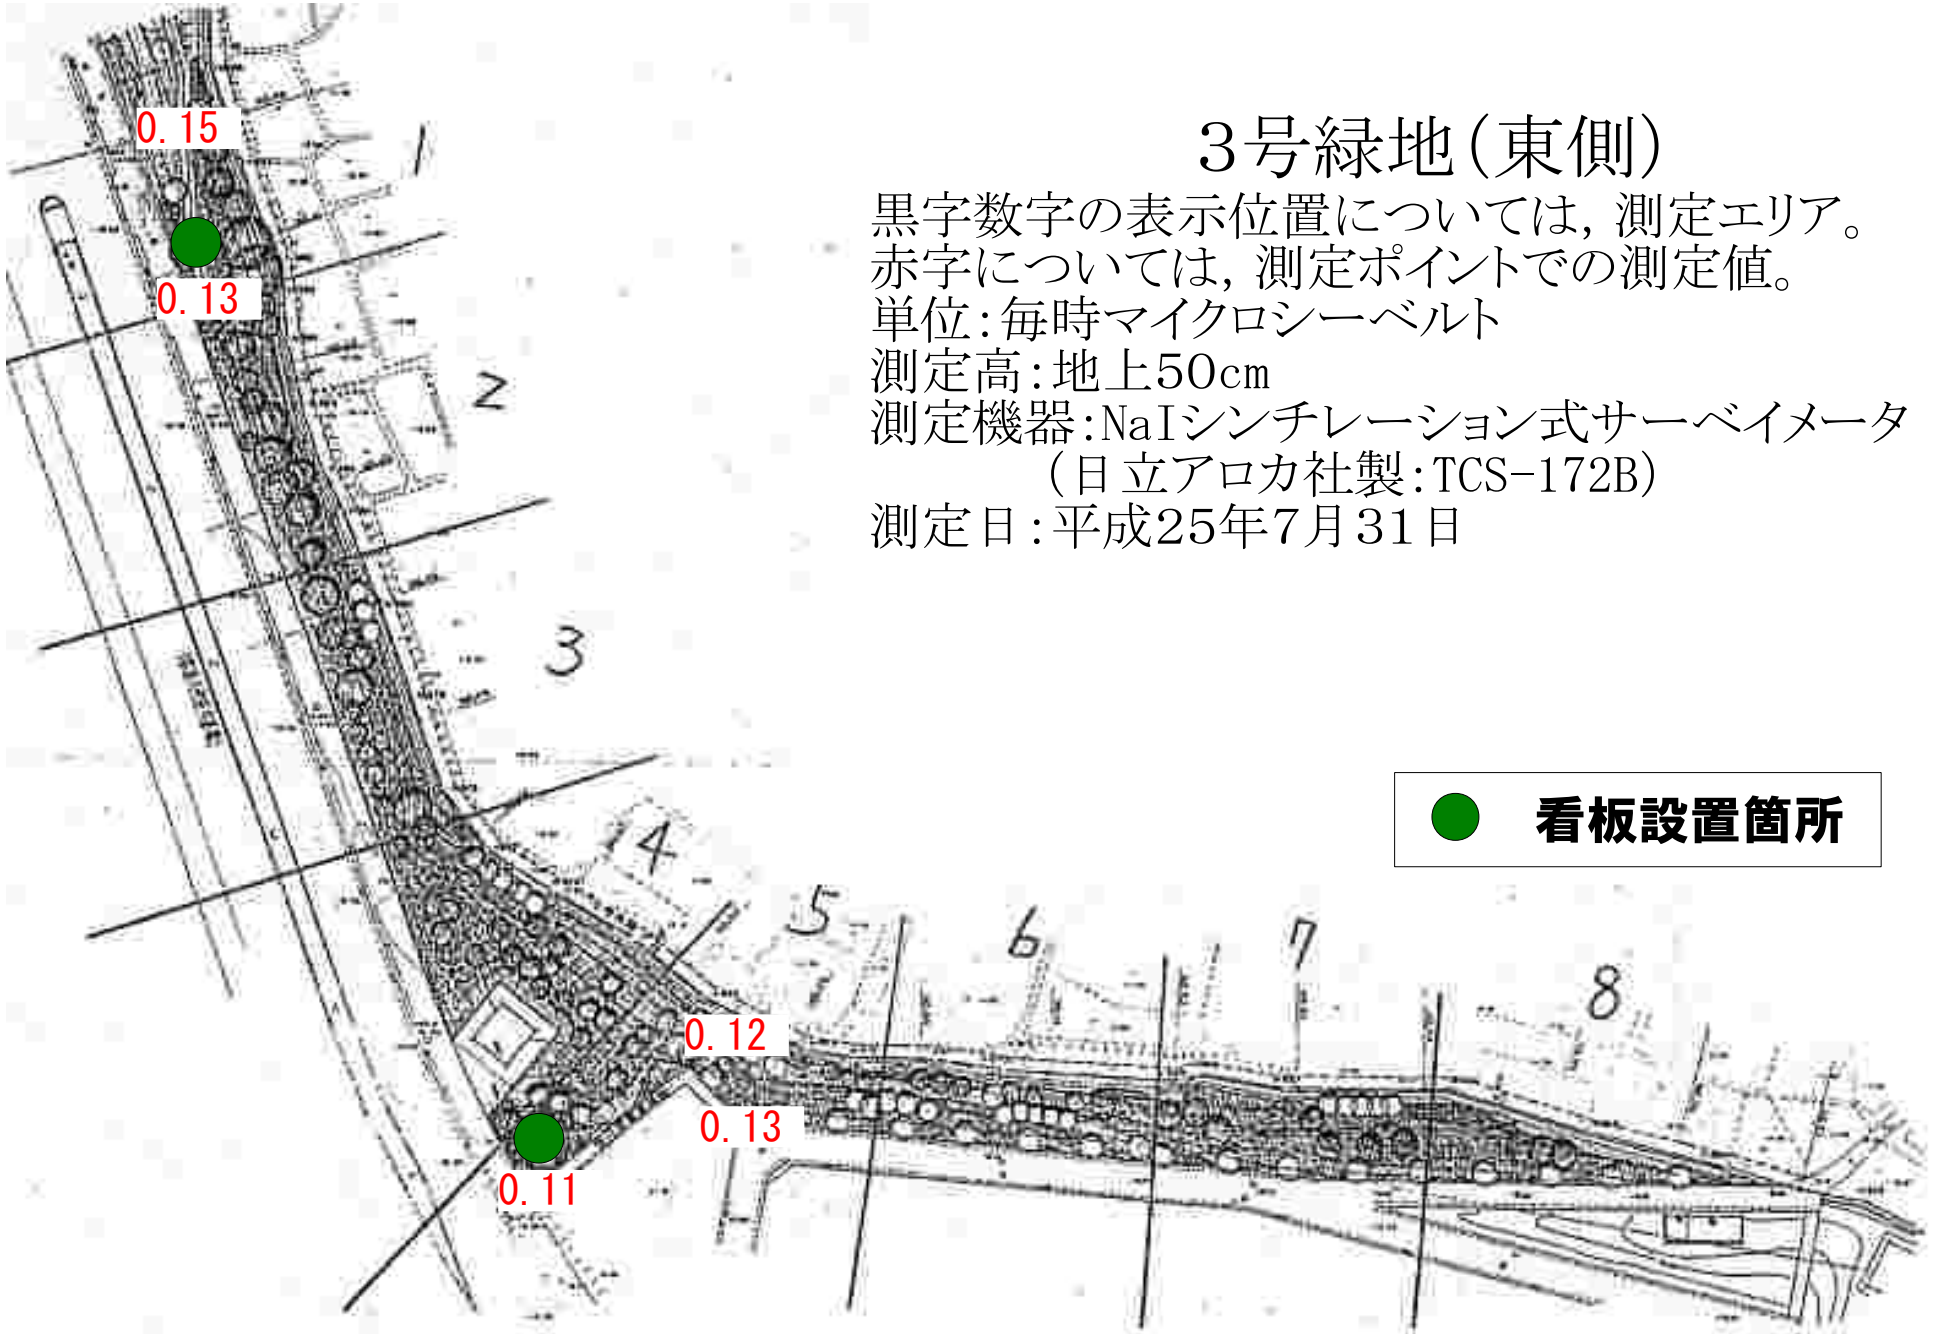 3号緑地(東側)
黒字数字の表示位置については,測定エリア。
赤字については,測定ポイントでの測定値。
単位:毎時マイクロシーベルト
測定高:地上50cm
測定機器:NaIシンチレーション式サーベイメータ
(日立アロカ社製:TCS-172B)
測定日:平成25年7月31日
0.15
1
0.13
2
3
看板設置箇所
4
5
6
7
8
0.12
0.13
0.11